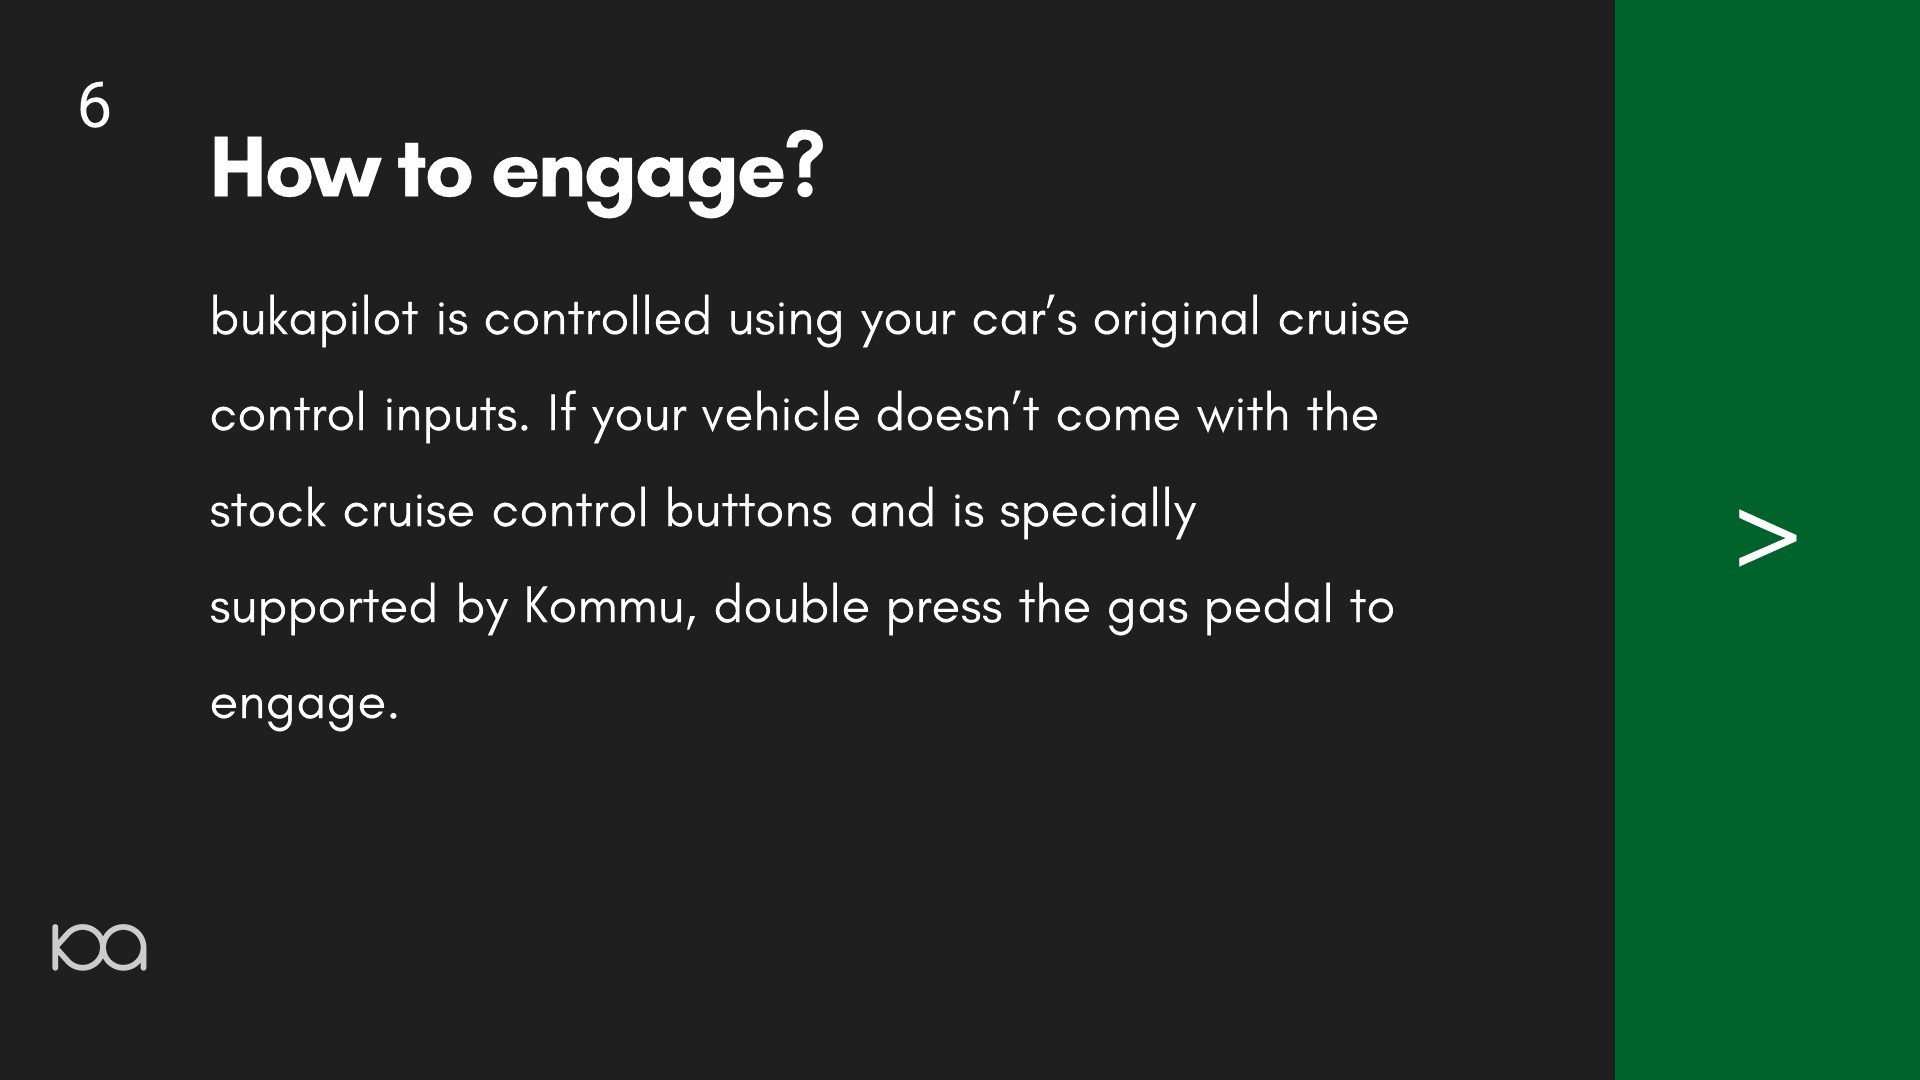 6
How to engage?
bukapilot is controlled using your car’s original cruise
control inputs. If your vehicle doesn’t come with the
stock cruise control buttons and is specially
supported by Kommu, double press the gas pedal to
engage.
>